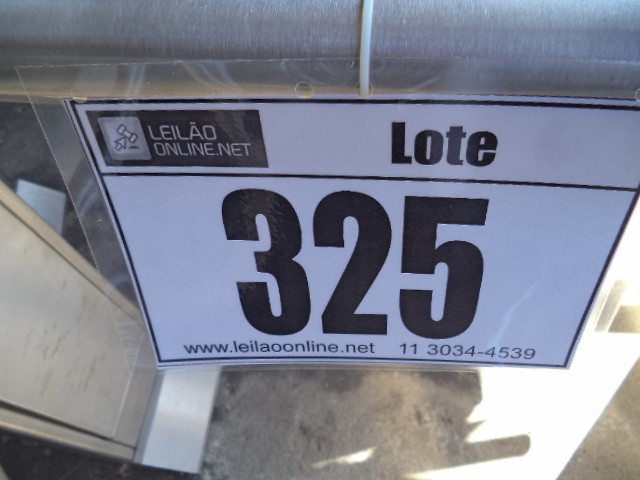 LEILÃO
ONLINE.NET
Lote
325
www.leilaoonline.net 11 3034-4539